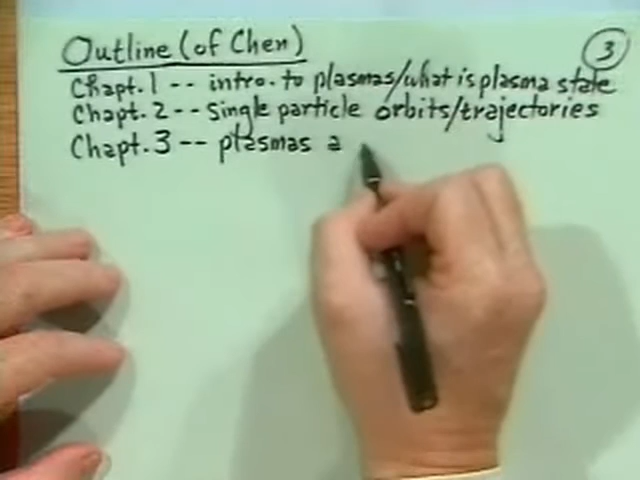 Outline (of Chen)
3
Chapt. 1 -- intro. to plasmas/what is plasma state
Chapt. 2 -- Single particle orbits/trajectories
Chapt. 3 -- plasmas a